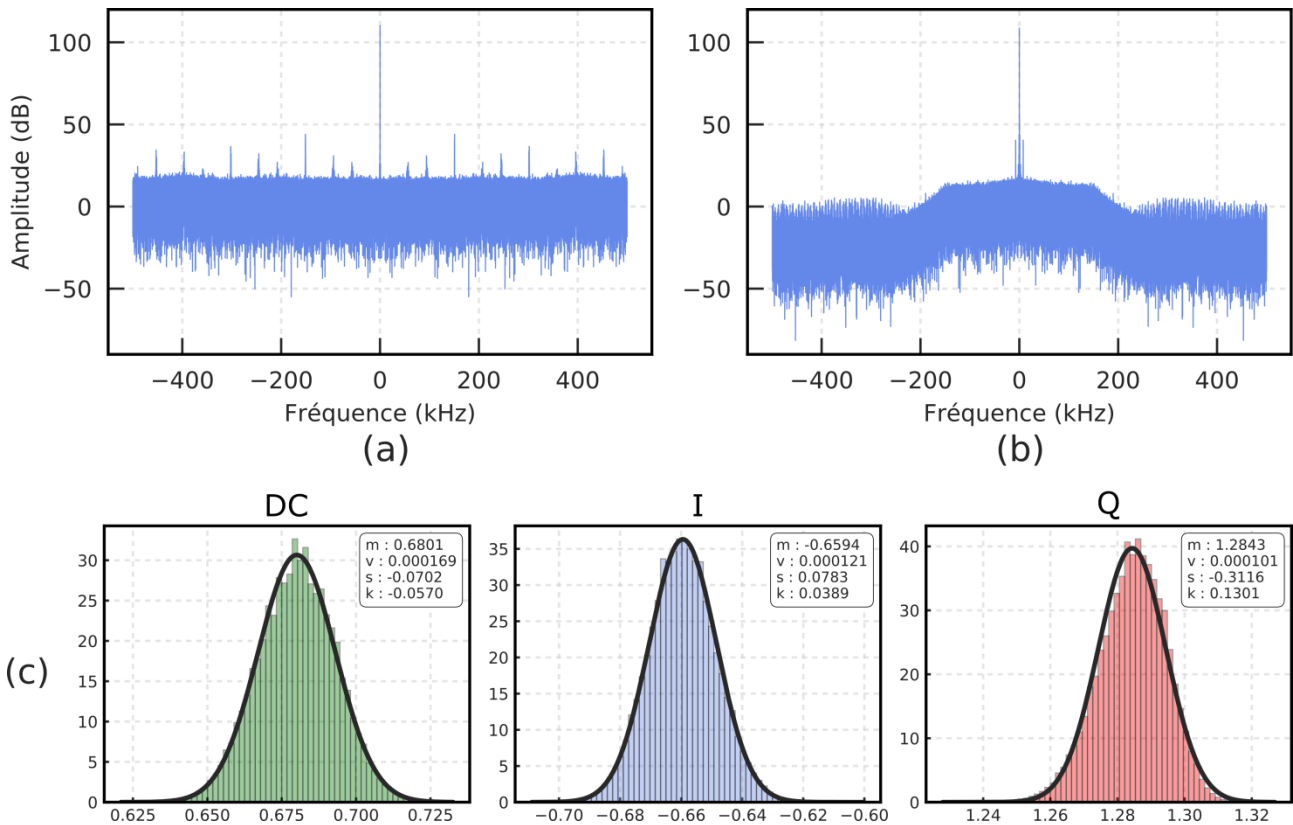 Amplitude (dB)
100
50
0
−50
−400 −200 0 200 400
Fréquence (kHz)
(a)
100
50
0
−50
−400 −200 0 200 400
Fréquence (kHz)
(b)
(c)
DC
30
25
20
15
10
5
0
0.625 0.650 0.675 0.700 0.725
m : 0.6801
v : 0.000169
s : -0.0702
k : -0.0570
I
35
30
25
20
15
10
5
0
−0.70 −0.68 −0.66 −0.64 −0.62 −0.60
m : -0.6594
v : 0.000121
s : 0.0783
k : 0.0389
Q
40
30
20
10
0
1.24 1.26 1.28 1.30 1.32
m : 1.2843
v : 0.000101
s : -0.3116
k : 0.1301